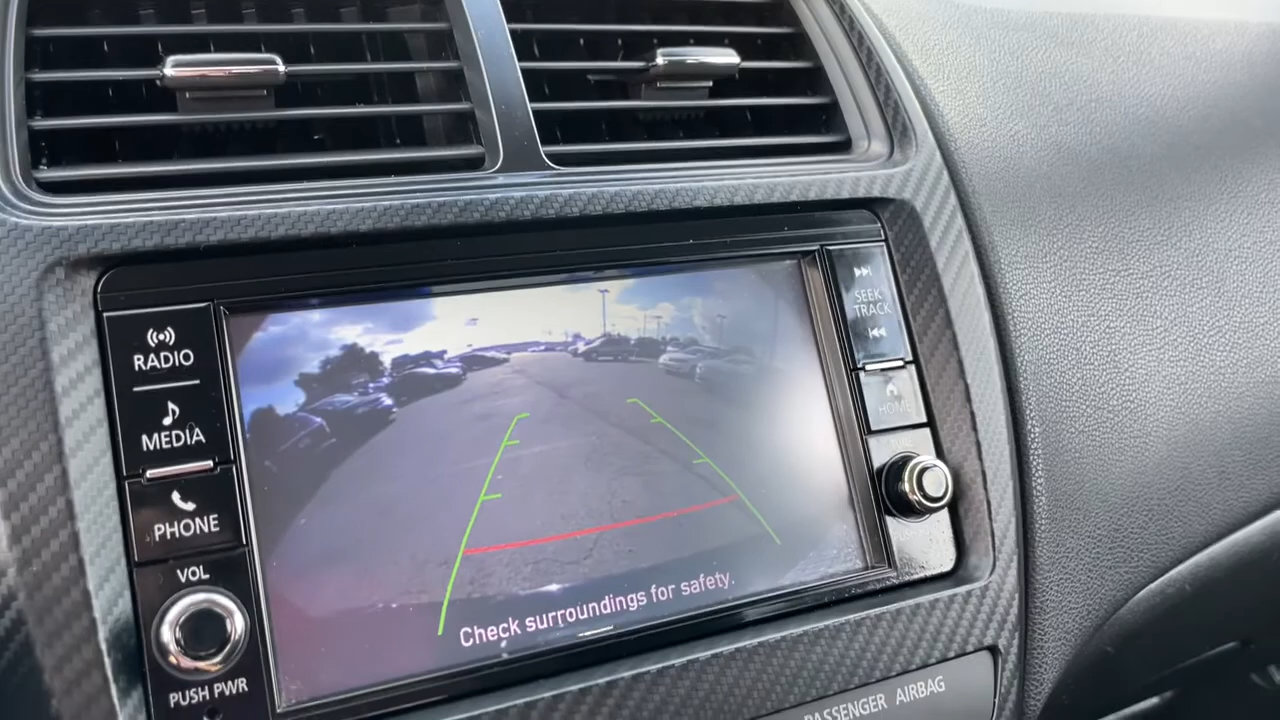 RADIO
MEDIA
PHONE
VOL
PUSH PWR
Check surroundings for safety.
SEEK
TRACK
HOME
PASSENGER AIRBAG